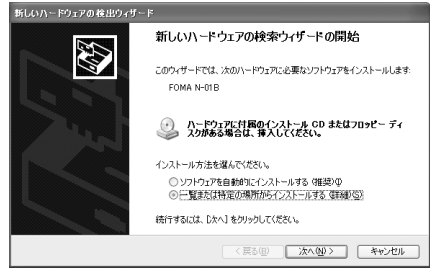 新しいハードウェアの検出ウィザード
新しいハードウェアの検索ウィザードの開始
このウィザードでは、次のハードウェアに必要なソフトウェアをインストールします:
FOMA N-01B
ハードウェアに付属のインストール CD またはフロッピー ディ
スクがある場合は、挿入してください。
インストール方法を選んでください。
ソフトウェアを自動的にインストールする (推奨)(I)
一覧または特定の場所からインストールする (詳細)(S)
続行するには、[次へ] をクリックしてください。
< 戻る(B)
次へ(N) >
キャンセル